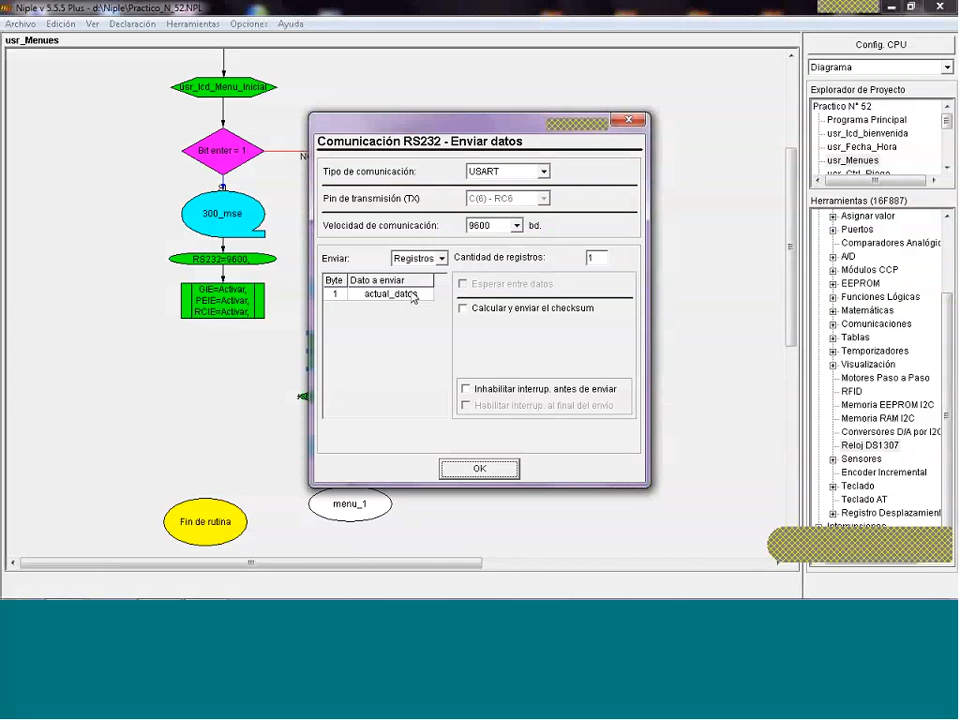 Niple v 5.5.5 Plus - d:\Niple\Practico_N_52.NPL
Archivo Edición Ver Declaración Herramientas Opciones Ayuda
usr_Menues
usr_lcd_Menu_Inicial
Bit enter = 1
300_mse
RS232=9600,
GIE=Activar,
PEIE=Activar,
RCIE=Activar,
Fin de rutina
menu_1
Comunicación RS232 - Enviar datos
Tipo de comunicación: USART
Pin de transmisión (TX) C(6) - RC6
Velocidad de comunicación: 9600 bd.
Enviar: Registros Cantidad de registros: 1
Byte Dato a enviar
1 actual_datos
Esperar entre datos
Calcular y enviar el checksum
Inhabilitar interrup. antes de enviar
Habilitar interrup. al final del envío
OK
Config. CPU
Diagrama
Explorador de Proyecto
Practico N° 52
Programa Principal
usr_lcd_bienvenida
usr_Fecha_Hora
usr_Menues
usr_Ctrl_Riego
Herramientas (16F887)
Asignar valor
Puertos
Comparadores Analógic
A/D
Módulos CCP
EEPROM
Funciones Lógicas
Matemáticas
Comunicaciones
Tablas
Temporizadores
Visualización
Motores Paso a Paso
RFID
Memoria EEPROM I2C
Memoria RAM I2C
Conversores D/A por I2C
Reloj DS1307
Sensores
Encoder Incremental
Teclado
Teclado AT
Registro Desplazamient
Interrupciones